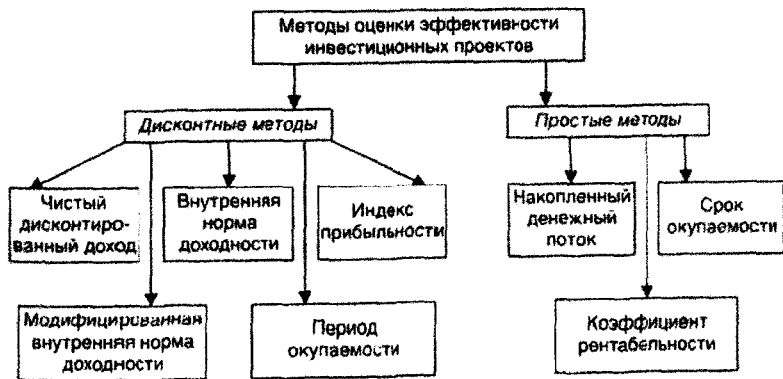 Методы оценки эффективности
инвестиционных проектов
Дисконтные методы
Простые методы
Чистый
дисконтиро-
ванный доход
Внутренняя
норма
доходности
Индекс
прибыльности
Накопленный
денежный
поток
Срок
окупаемости
Модифицированная
внутренняя норма
доходности
Период
окупаемости
Коэффициент
рентабельности